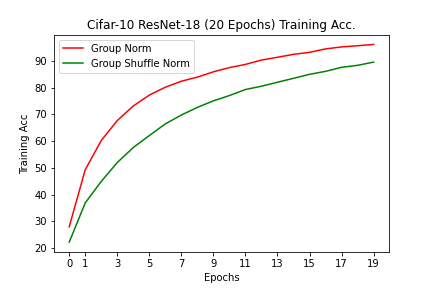 Cifar-10 ResNet-18 (20 Epochs) Training Acc.
Group Norm
Group Shuffle Norm
Training Acc
90
80
70
60
50
40
30
20
0 1 3 5 7 9 11 13 15 17 19
Epochs